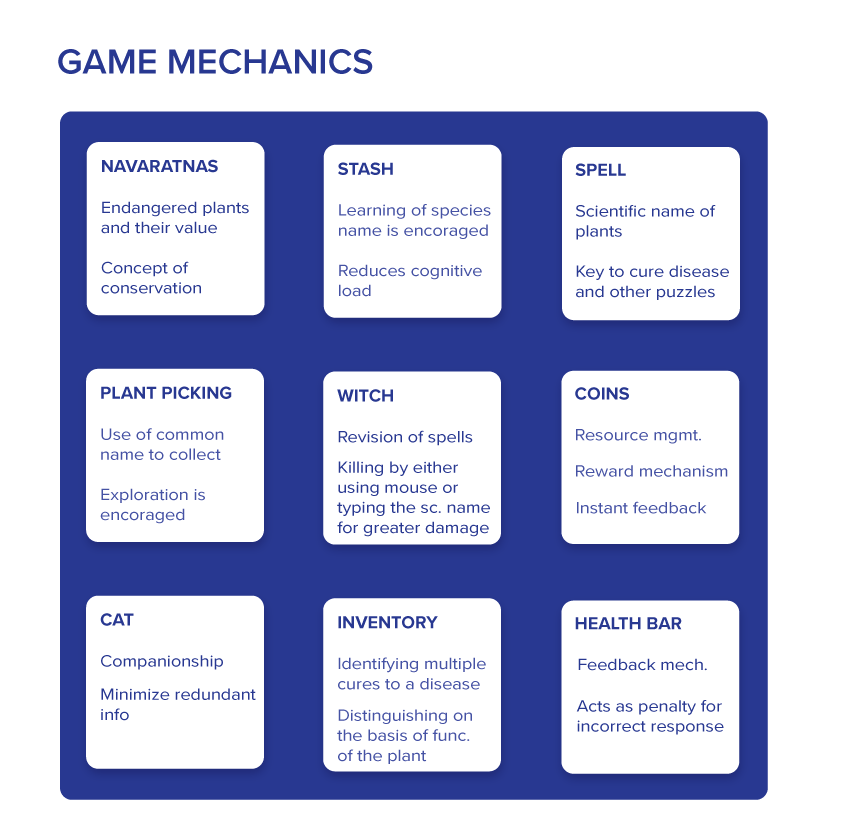 GAME MECHANICS
NAVARATNAS
Endangered plants
and their value
Concept of
conservation
STASH
Learning of species
name is encoraged
Reduces cognitive
load
SPELL
Scientific name of
plants
Key to cure disease
and other puzzles
PLANT PICKING
Use of common
name to collect
Exploration is
encoraged
WITCH
Revision of spells
Killing by either
using mouse or
typing the sc. name
for greater damage
COINS
Resource mgmt.
Reward mechanism
Instant feedback
CAT
Companionship
Minimize redundant
info
INVENTORY
Identifying multiple
cures to a disease
Distinguishing on
the basis of func.
of the plant
HEALTH BAR
Feedback mech.
Acts as penalty for
incorrect response